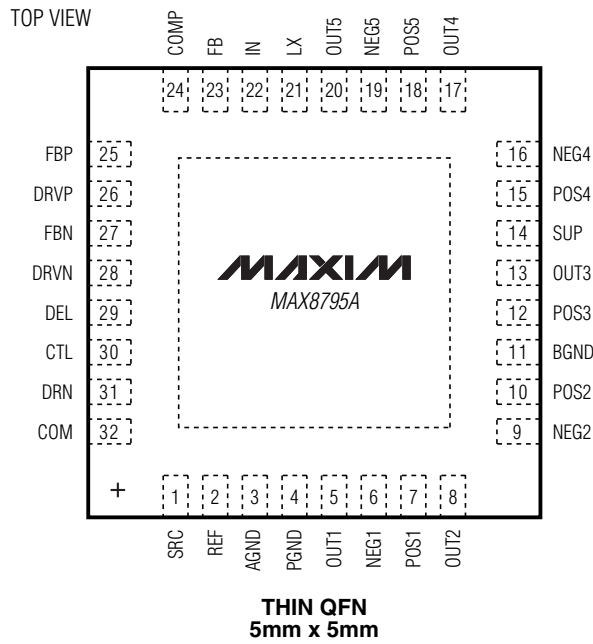 TOP VIEW
COMP FB IN LX OUT5 NEG5 POS5 OUT4
24 23 22 21 20 19 18 17
FBP 25
DRVP 26
FBN 27
DRVN 28
DEL 29
CTL 30
DRN 31
COM 32
16 NEG4
15 POS4
14 SUP
13 OUT3
12 POS3
11 BGND
10 POS2
9 NEG2
MAXIM
MAX8795A
+
1 2 3 4 5 6 7 8
SRC REF AGND PGND OUT1 NEG1 POS1 OUT2
THIN QFN
5mm x 5mm